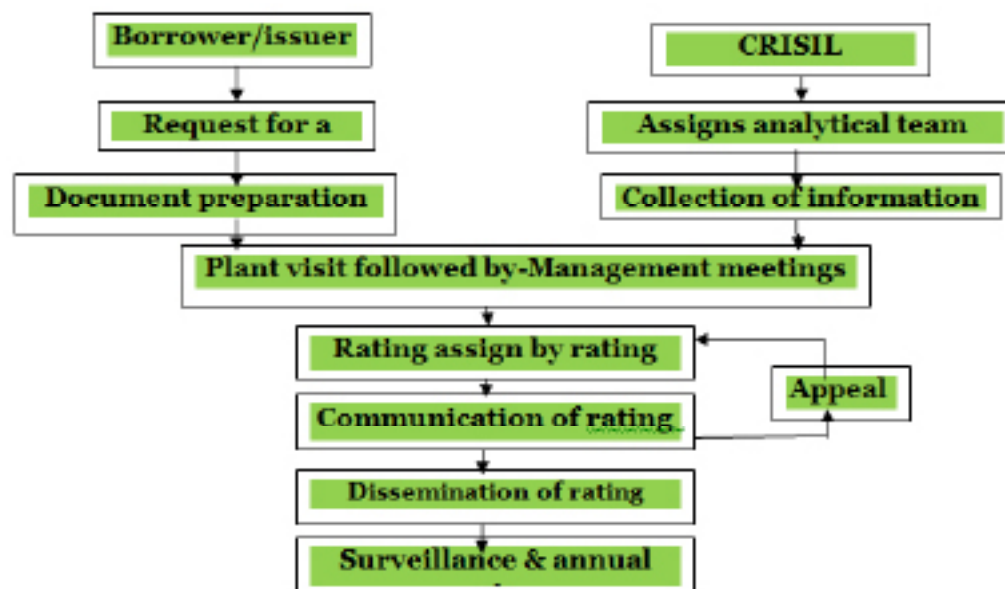 Borrower/issuer
CRISIL
Request for a
Assigns analytical team
Document preparation
Collection of information
Plant visit followed by-Management meetings
Rating assign by rating
Appeal
Communication of rating
Dissemination of rating
Surveillance & annual